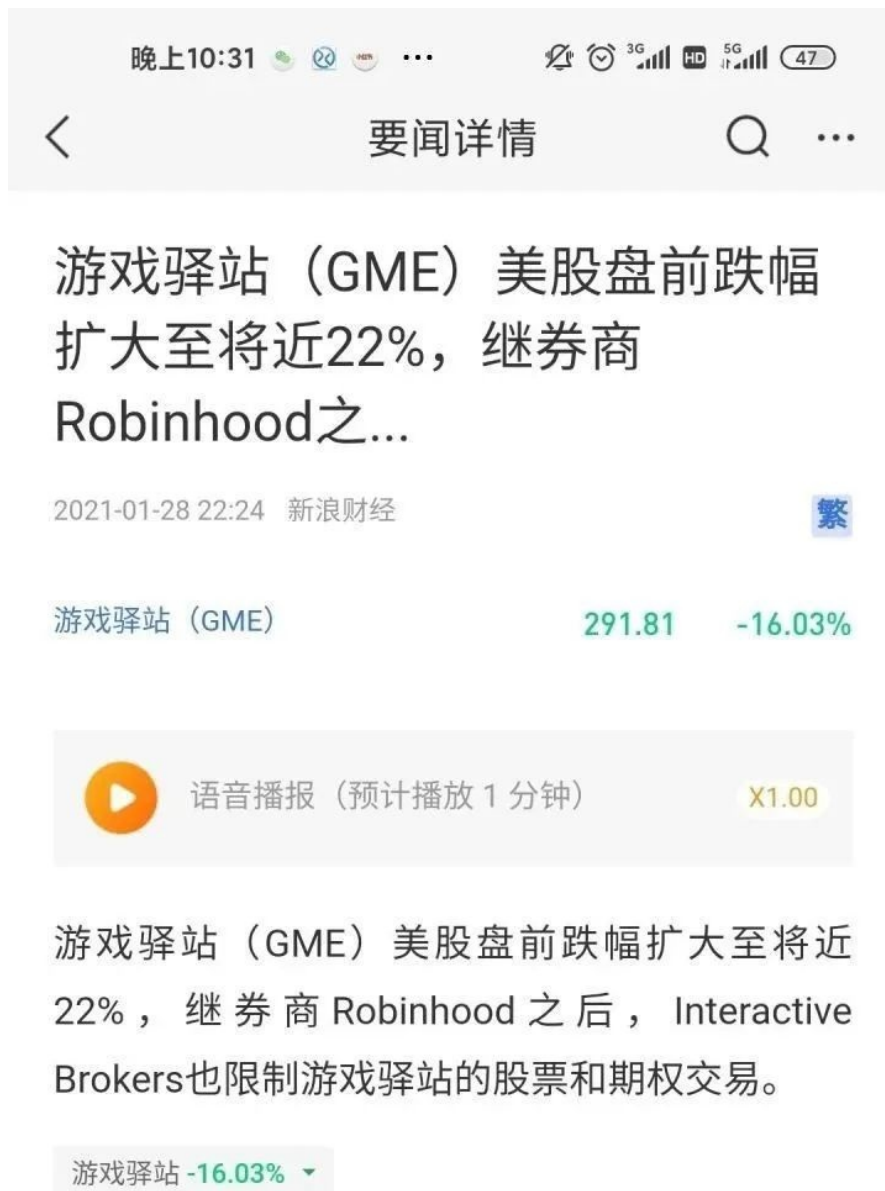 晚上10:31 ... 3G HD 5G 47
要闻详情 ...
游戏驿站（GME）美股盘前跌幅
扩大至将近22%，继券商
Robinhood之...
2021-01-28 22:24 新浪财经 繁
游戏驿站（GME） 291.81 -16.03%
语音播报（预计播放 1 分钟） X1.00
游戏驿站（GME）美股盘前跌幅扩大至将近
22%，继券商Robinhood之后，Interactive
Brokers也限制游戏驿站的股票和期权交易。
游戏驿站 -16.03%